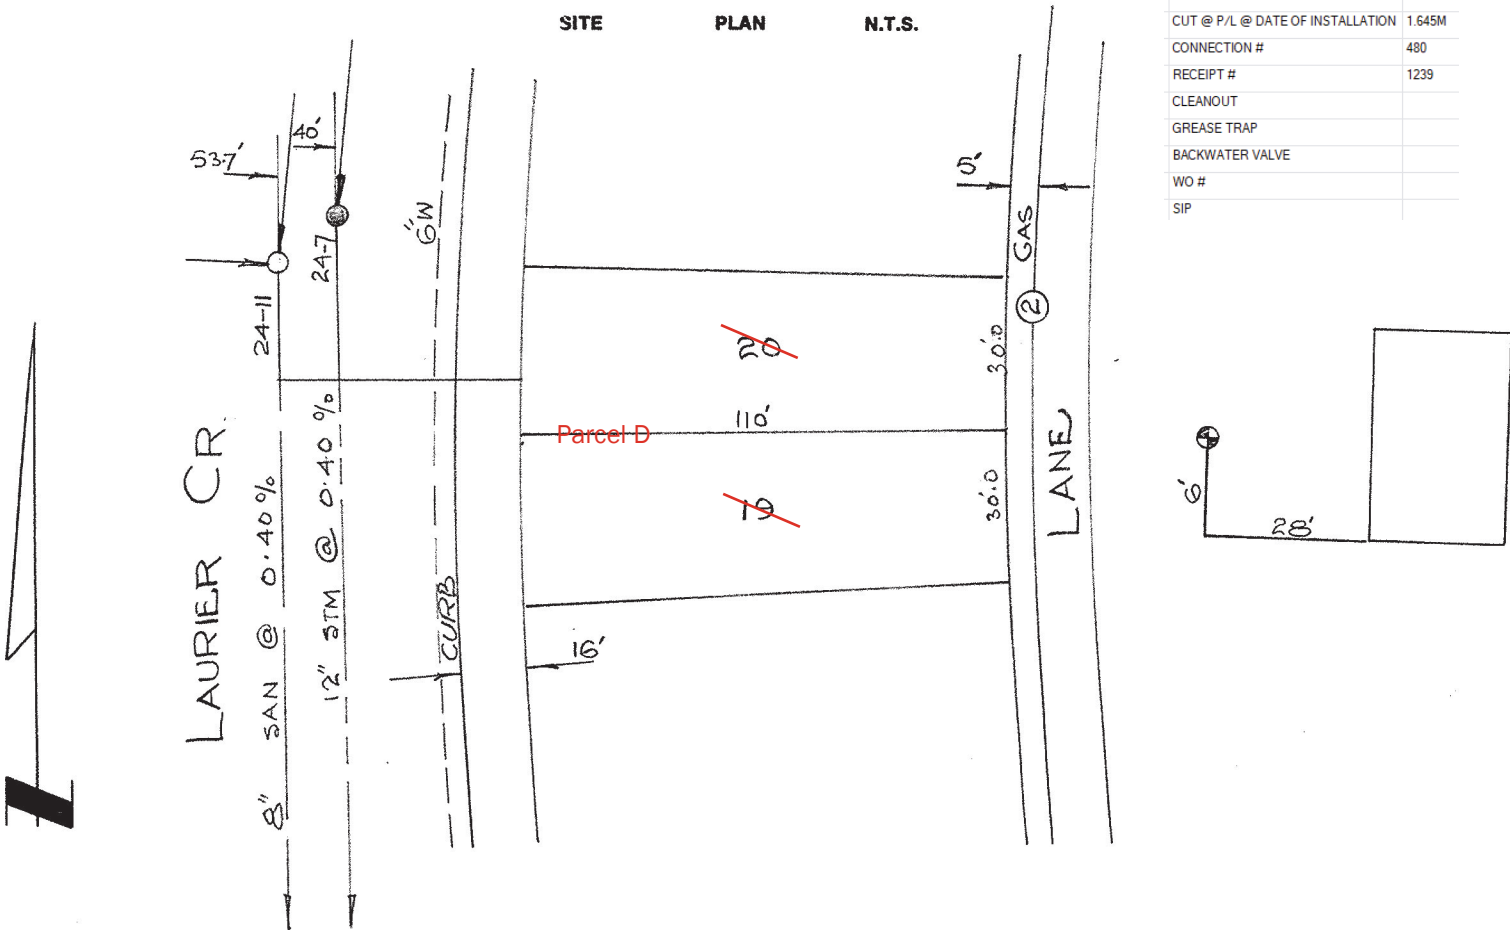 SITE PLAN N.T.S.
CUT @ P/L @ DATE OF INSTALLATION 1.645M
CONNECTION # 480
RECEIPT # 1239
CLEANOUT
GREASE TRAP
BACKWATER VALVE
WO #
SIP
53.7'
40'
5'
6"W
24-7
24-11
GAS
2
20
30.0
110'
Parcel D
19
30.0
LANE
LAURIER CR.
8" SAN @ 0.40%
12" STM @ 0.40%
CURB
16'
6'
28'